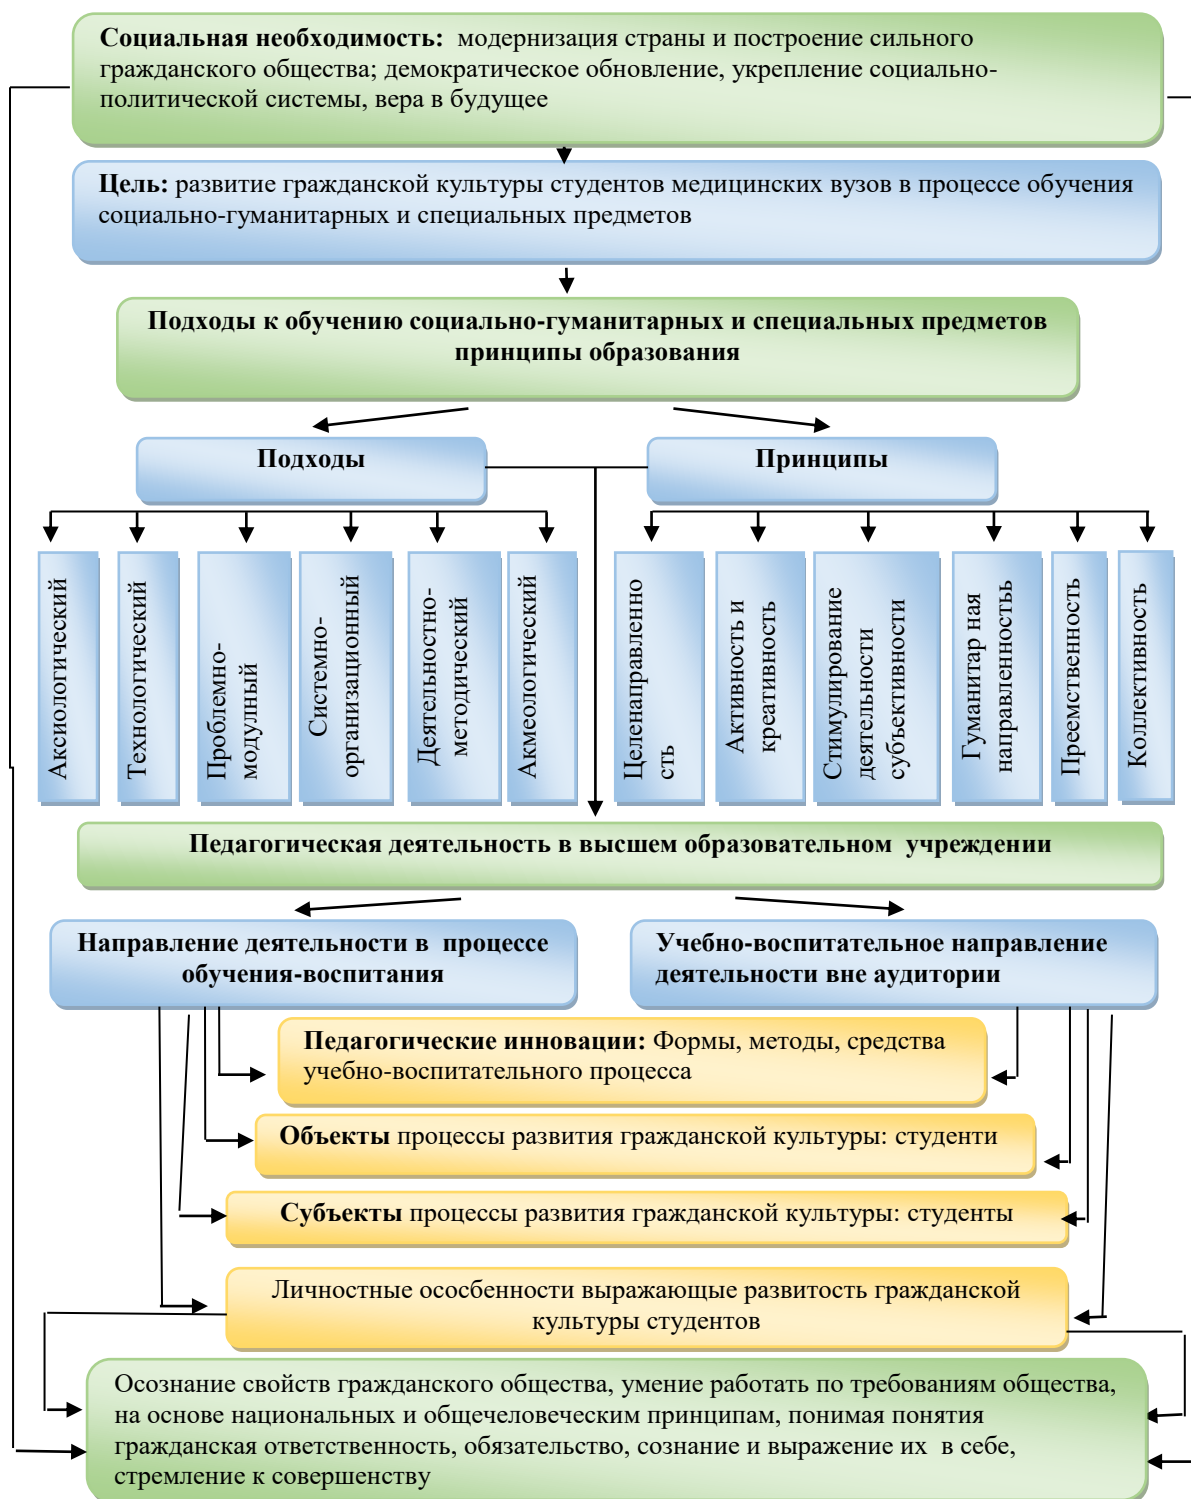 Социальная необходимость: модернизация страны и построение сильного
гражданского общества; демократическое обновление, укрепление социально-
политической системы, вера в будущее
Цель: развитие гражданской культуры студентов медицинских вузов в процессе обучения
социально-гуманитарных и специальных предметов
Подходы к обучению социально-гуманитарных и специальных предметов
принципы образования
Подходы
Принципы
Аксиологический
Технологический
Проблемно-
модулный
Системно-
организационный
Деятельностно-
методический
Акмеологический
Целенаправленно
сть
Активность и
креативность
Стимулирование
деятельности
субъективности
Гуманитар ная
направленностьь
Преемственность
Коллективность
Педагогическая деятельность в высшем образовательном учреждении
Направление деятельности в процессе
обучения-воспитания
Учебно-воспитательное направление
деятельности вне аудитории
Педагогические инновации: Формы, методы, средства
учебно-воспитательного процесса
Объекты процессы развития гражданской культуры: студенти
Субъекты процессы развития гражданской культуры: студенты
Личностные ососбенности выражающие развитость гражданской
культуры студентов
Осознание свойств гражданского общества, умение работать по требованиям общества,
на основе национальных и общечеловеческим принципам, понимая понятия
гражданская ответственность, обязательство, сознание и выражение их в себе,
стремление к совершенству